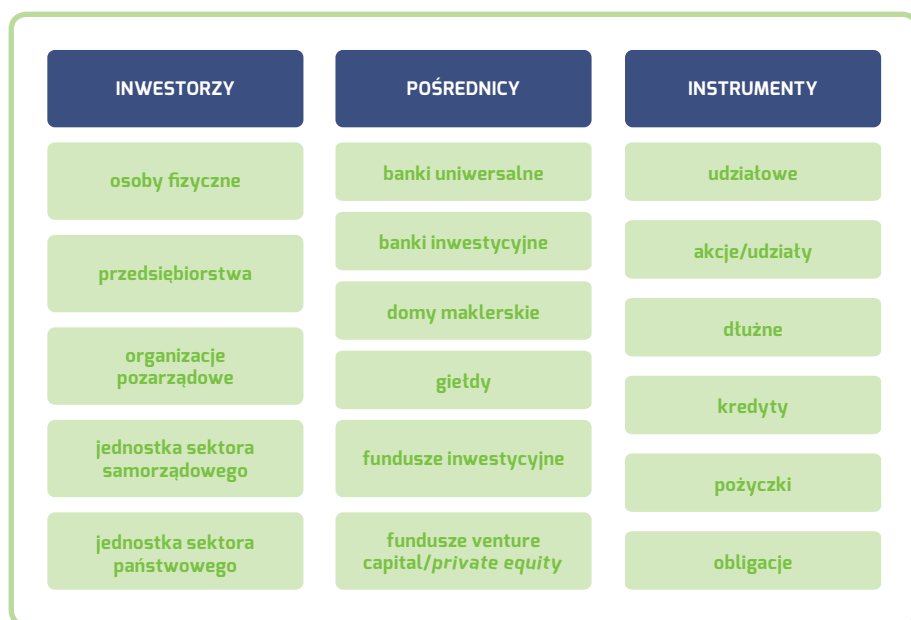 INWESTORZY
osoby fizyczne
przedsiębiorstwa
organizacje
pozarządowe
jednostka sektora
samorządowego
jednostka sektora
państwowego
POŚREDNICY
banki uniwersalne
banki inwestycyjne
domy maklerskie
giełdy
fundusze inwestycyjne
fundusze venture
capital/private equity
INSTRUMENTY
udziałowe
akcje/udziały
dłużne
kredyty
pożyczki
obligacje